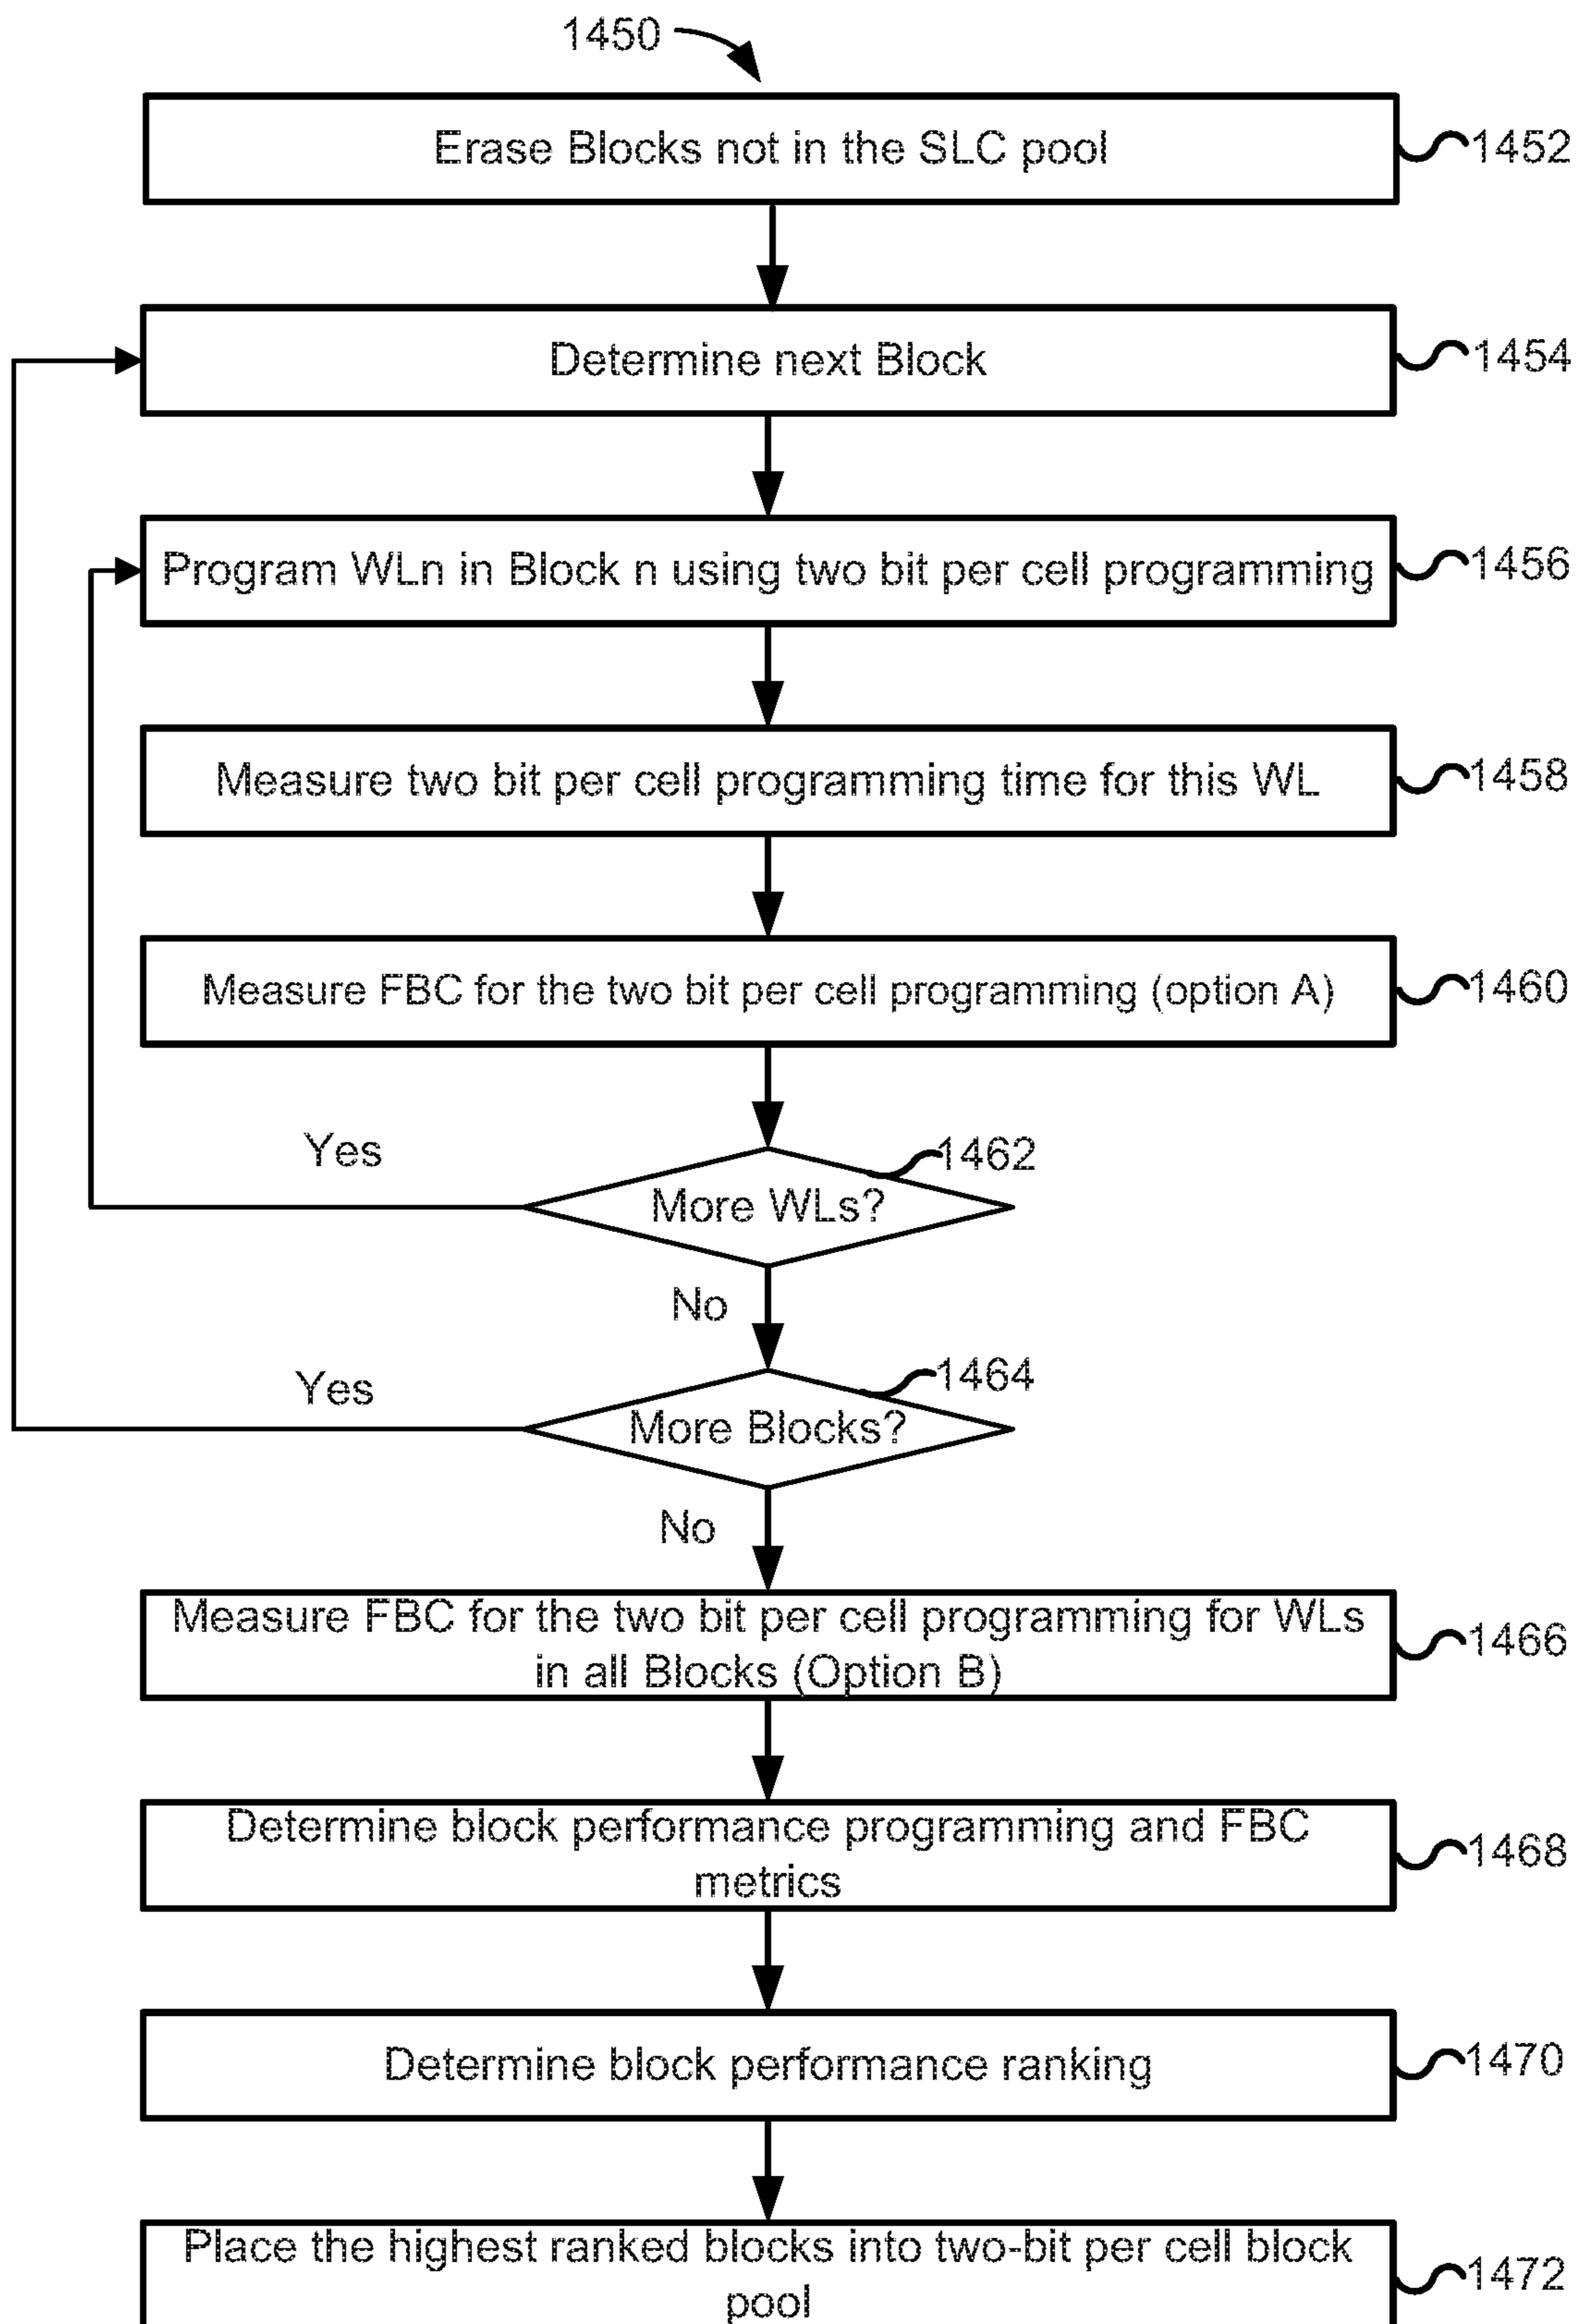 1450
Erase Blocks not in the SLC pool
1452
Determine next Block
1454
Program WLn in Block n using two bit per cell programming
1456
Measure two bit per cell programming time for this WL
1458
Measure FBC for the two bit per cell programming (option A)
1460
Yes
1462
More WLs?
No
Yes
1464
More Blocks?
No
Measure FBC for the two bit per cell programming for WLs
in all Blocks (Option B)
1466
Determine block performance programming and FBC
metrics
1468
Determine block performance ranking
1470
Place the highest ranked blocks into two-bit per cell block
pool
1472